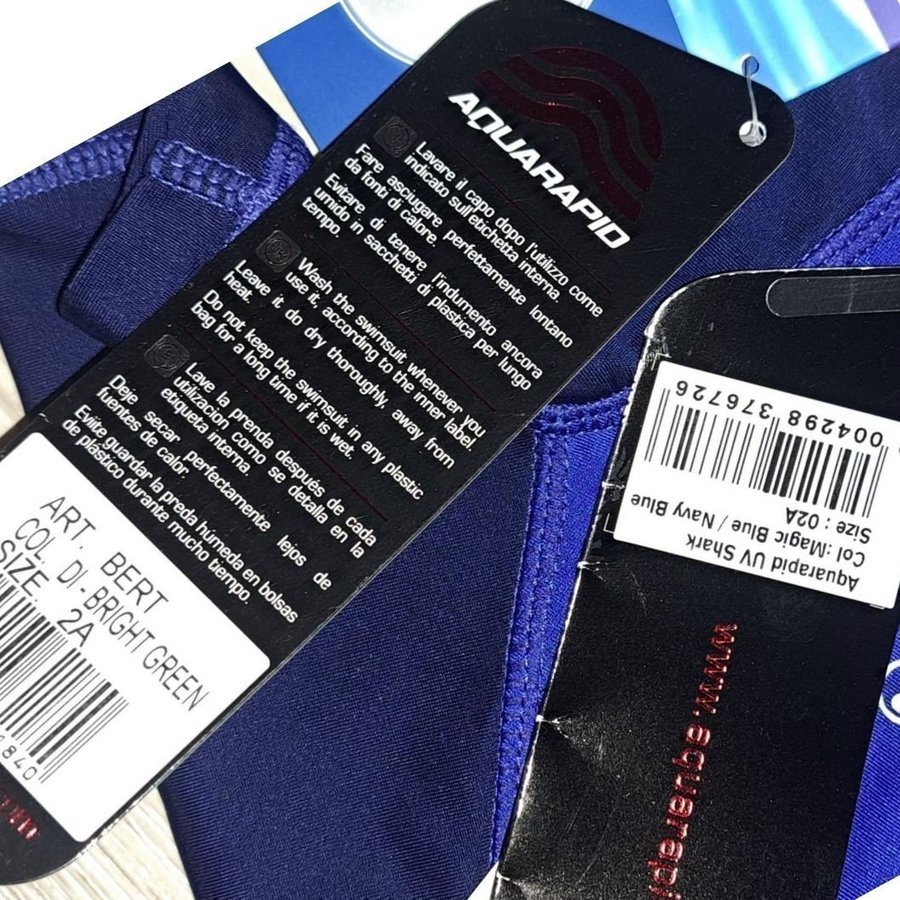 AQUARAPID
Lavare il capo dopo l'utilizzo come
indicato sull'etichetta interna
Fare asciugare perfettamente lontano
da fonti di calore.
Evitare di tenere l'indumento ancora
umido in sacchetti di plastica per lungo
tempo.
Wash the swimsuit whenever you
use it, according to the inner label.
Leave it do dry thoroughly, away from
heat.
Do not keep the swimsuit in any plastic
bag for a long time if it is wet.
Lave la prenda después de cada
utilizacion como se detalla en la
etiqueta interna.
Deje secar perfectamente lejos de
fuentes de calor.
Evite guardar la preda húmeda en bolsas
de plástico durante mucho tiempo.
ART. BERT
COL. DI - BRIGHT GREEN
SIZE 2A
1840
004298 376726
Size : 02A
Col : Magic Blue / Navy Blue
Aquarapid UV Shark
www.aquarapi